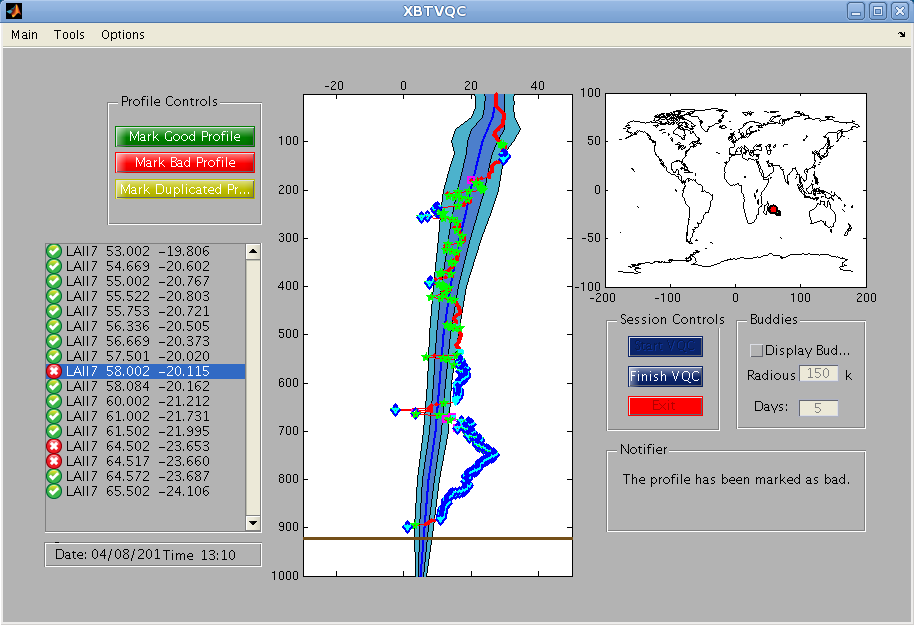 XBTVQC
Main Tools Options
Profile Controls
Mark Good Profile
Mark Bad Profile
Mark Duplicated Pr...
LAII7 53.002 -19.806
LAII7 54.669 -20.602
LAII7 55.002 -20.767
LAII7 55.522 -20.803
LAII7 55.753 -20.721
LAII7 56.336 -20.505
LAII7 56.669 -20.373
LAII7 57.501 -20.020
LAII7 58.002 -20.115
LAII7 58.084 -20.162
LAII7 60.002 -21.212
LAII7 61.002 -21.731
LAII7 61.502 -21.995
LAII7 64.502 -23.653
LAII7 64.517 -23.660
LAII7 64.572 -23.687
LAII7 65.502 -24.106
Date: 04/08/201 Time 13:10
-20 0 20 40
100
200
300
400
500
600
700
800
900
1000
100
50
0
-50
-100
-200 -100 0 100 200
Session Controls
Start VQC
Finish VQC
Exit
Buddies
Display Bud...
Radious 150 k
Days: 5
Notifier
The profile has been marked as bad.